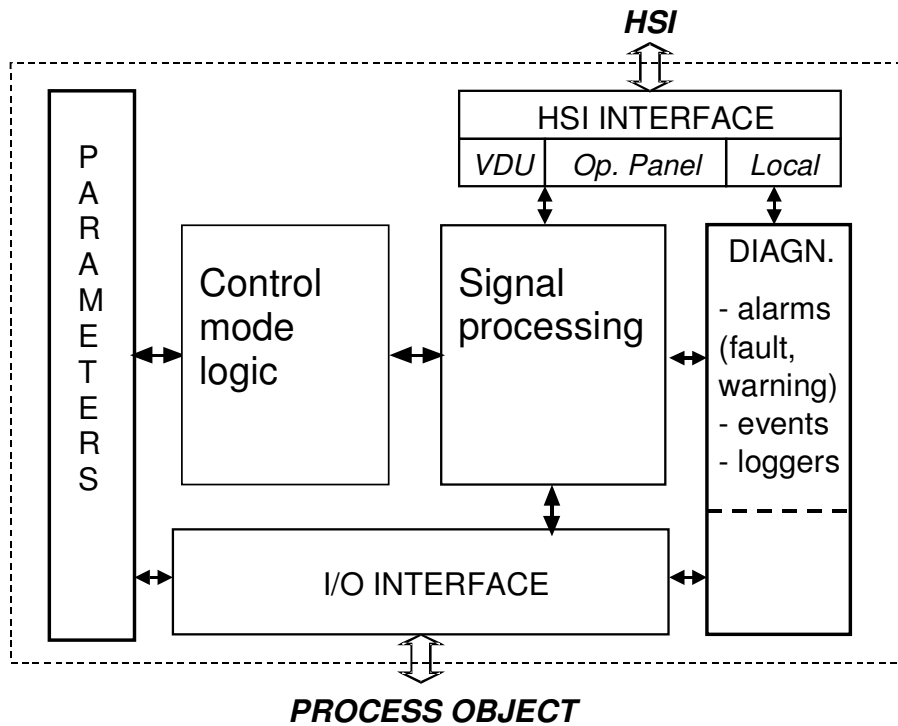 HSI
HSI INTERFACE
VDU
Op. Panel
Local
PARAMETERS
Control
mode
logic
Signal
processing
DIAGN.
- alarms
(fault,
warning)
- events
- loggers
I/O INTERFACE
PROCESS OBJECT